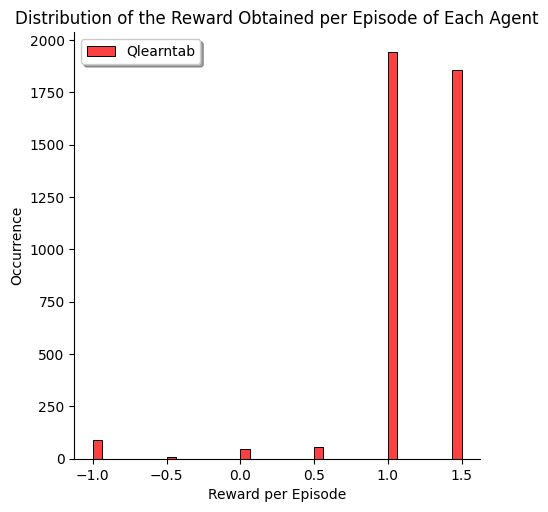 Distribution of the Reward Obtained per Episode of Each Agent
Qlearntab
2000
1750
1500
1250
1000
750
500
250
0
Occurrence
−1.0 −0.5 0.0 0.5 1.0 1.5
Reward per Episode